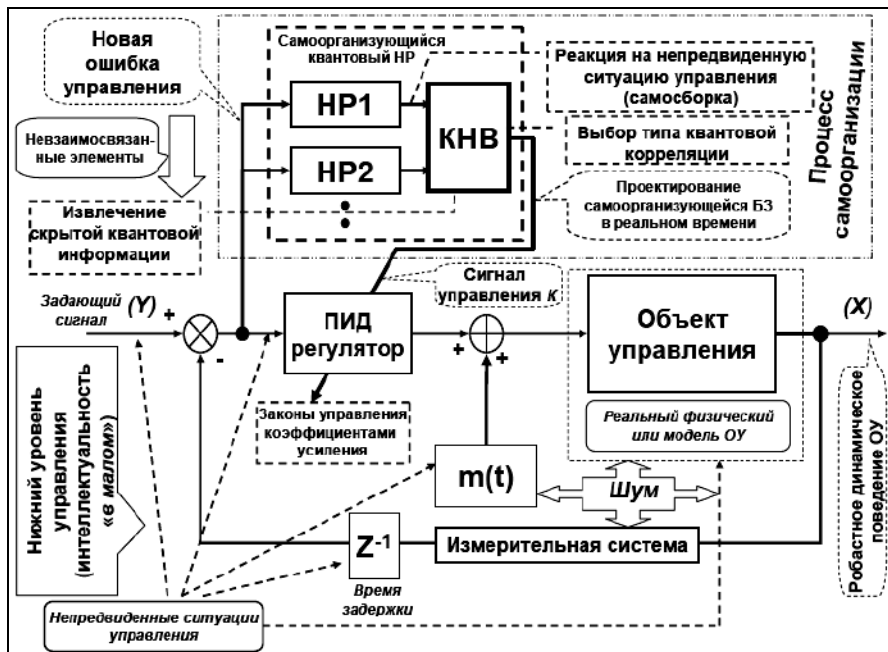 Новая
ошибка
управления
Самоорганизующийся
квантовый НР
НР1
НР2
КНВ
Реакция на непредвиденную
ситуацию управления
(самосборка)
Выбор типа квантовой
корреляции
Проектирование
самоорганизующейся БЗ
в реальном времени
Процесс
самоорганизации
Невзаимосвязан-
ные элементы
Извлечение
скрытой квантовой
информации
Задающий
сигнал
(Y)
+
-
ПИД
регулятор
Сигнал
управления К
+
+
Объект
управления
(X)
Реальный физический
или модель ОУ
Законы управления
коэффициентами
усиления
m(t)
Шум
Нижний уровень
управления
(интеллектуальность
«в малом»)
Z-1
Время
задержки
Измерительная система
Робастное динамическое
поведение ОУ
Непредвиденные ситуации
управления